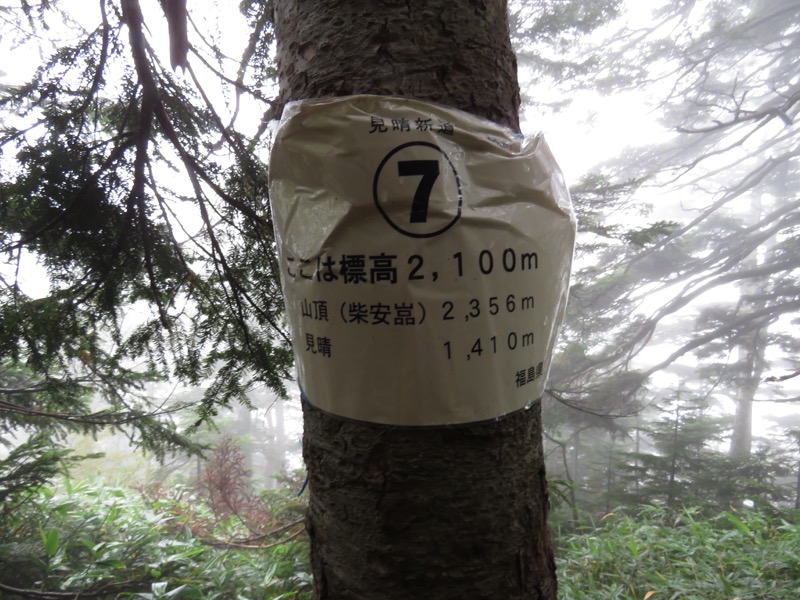 見晴新道
⑦
ここは標高2,100m
山頂（柴安嵓）2,356m
見晴 1,410m
福島県